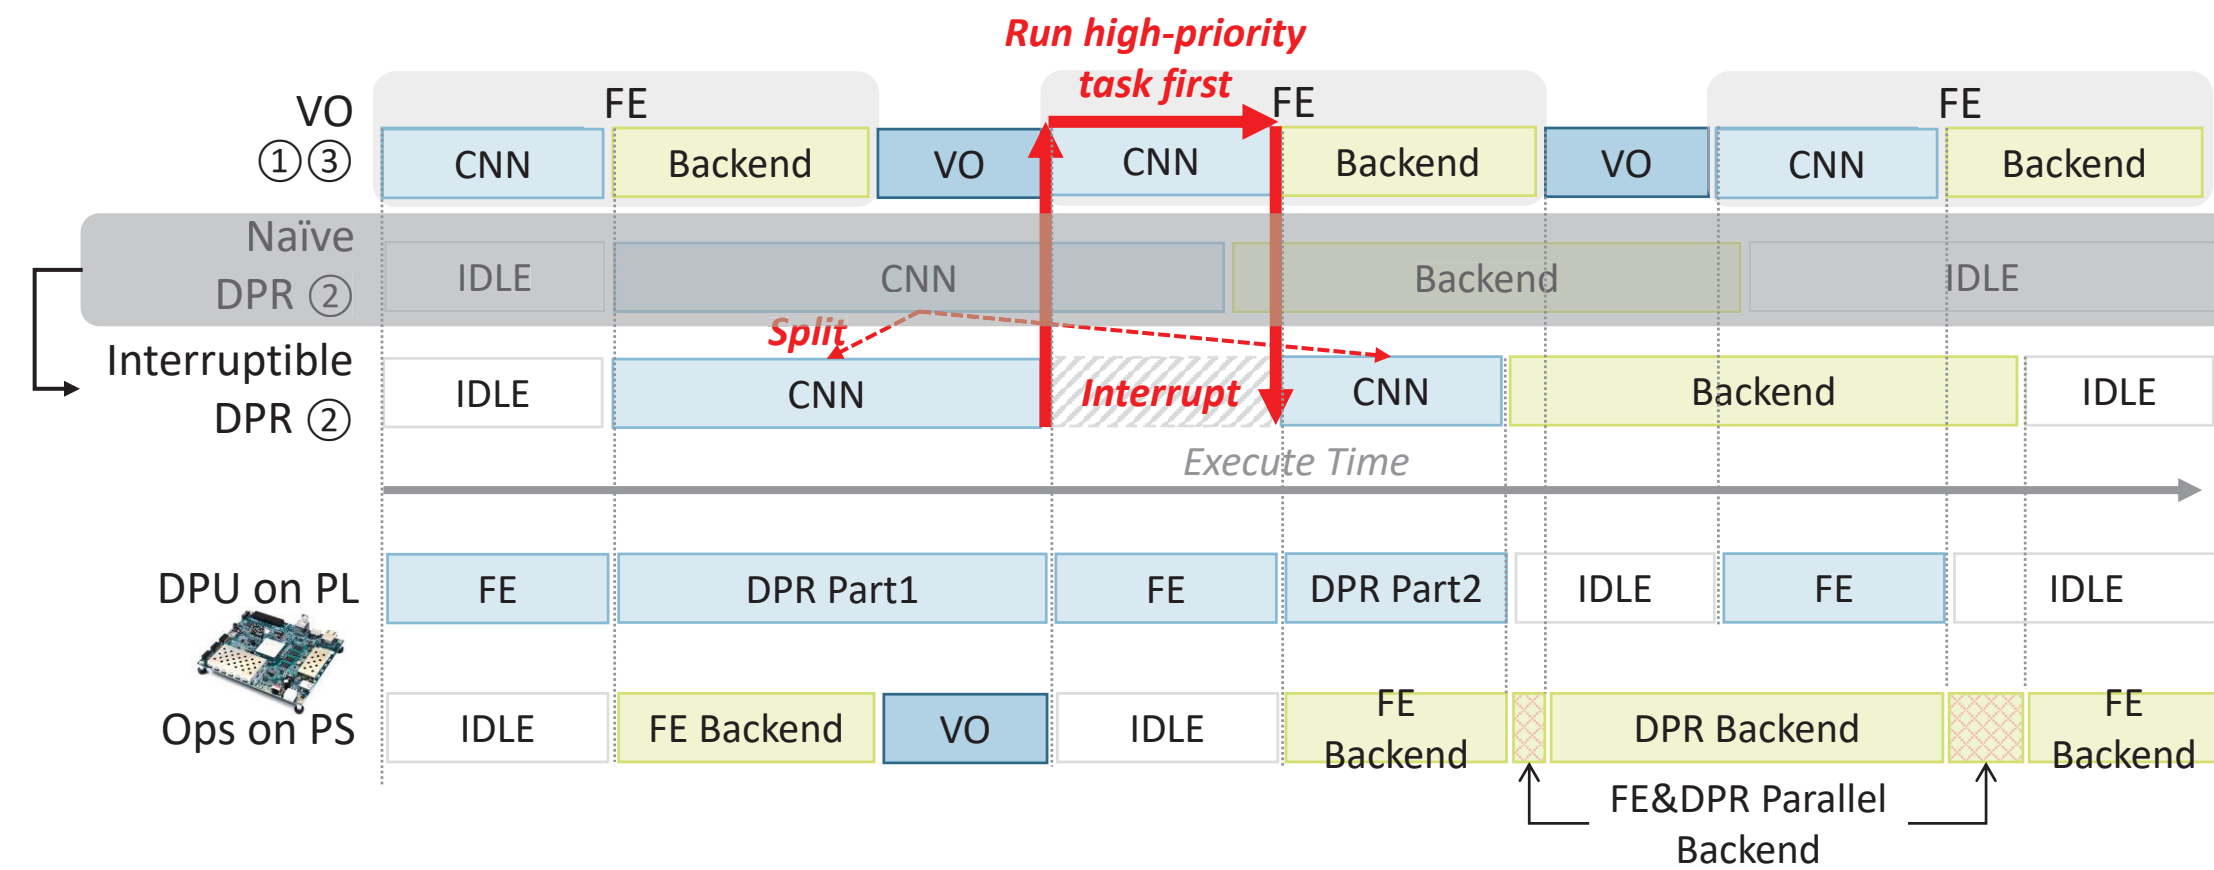 Run high-priority
task first
VO
①③
FE
FE
FE
CNN
Backend
VO
CNN
Backend
VO
CNN
Backend
Naïve
DPR ②
IDLE
CNN
Backend
IDLE
Split
Interruptible
DPR ②
IDLE
CNN
Interrupt
CNN
Backend
IDLE
Execute Time
DPU on PL
FE
DPR Part1
FE
DPR Part2
IDLE
FE
IDLE
Ops on PS
IDLE
FE Backend
VO
IDLE
FE
Backend
DPR Backend
FE
Backend
FE&DPR Parallel
Backend